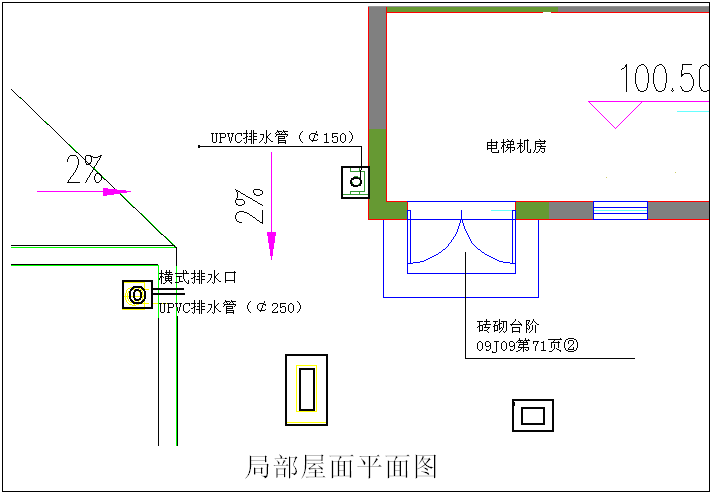 100.50
UPVC排水管（￠150）
电梯机房
2%
2%
横式排水口
UPVC排水管（￠250）
砖砌台阶
09J09第71页②
局部屋面平面图